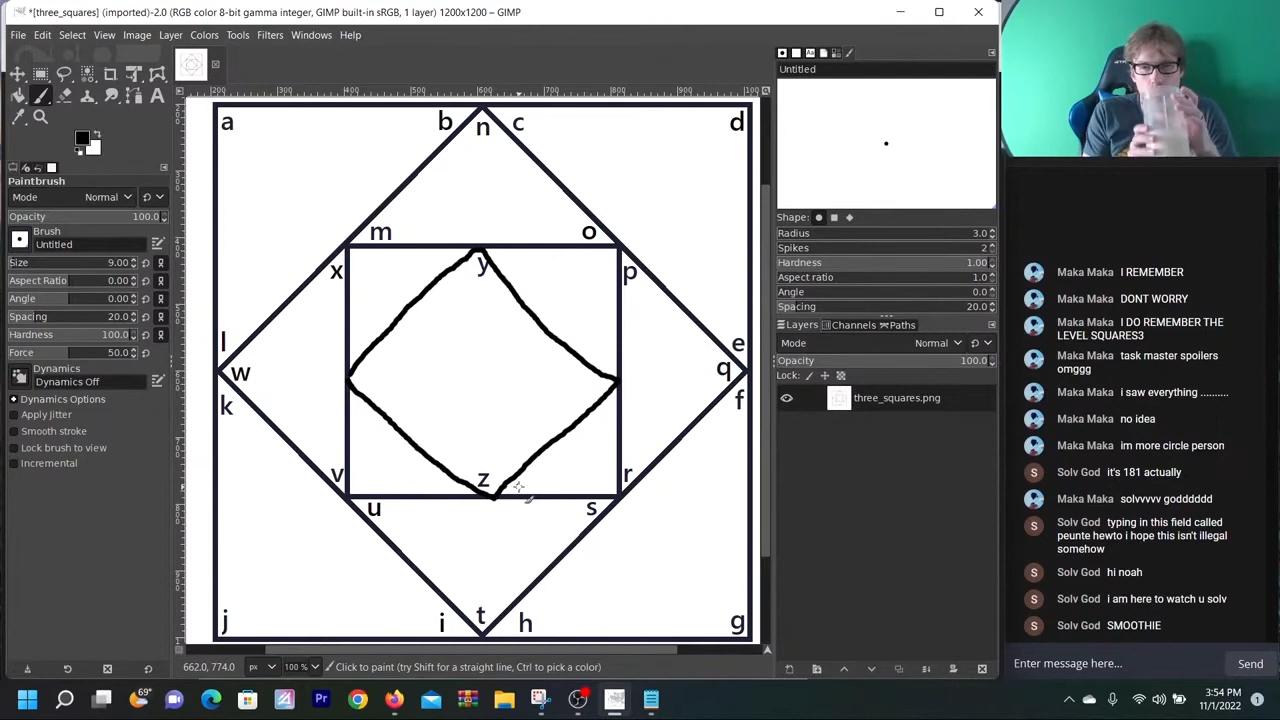 *[three_squares] (imported)-2.0 (RGB color 8-bit gamma integer, GIMP built-in sRGB, 1 layer) 1200x1200 – GIMP
File Edit Select View Image Layer Colors Tools Filters Windows Help
Paintbrush
Mode Normal
Opacity 100.0
Brush
Untitled
Size 9.00
Aspect Ratio 0.00
Angle 0.00
Spacing 20.0
Hardness 100.0
Force 50.0
Dynamics
Dynamics Off
Dynamics Options
Apply Jitter
Smooth stroke
Lock brush to view
Incremental
200 300 400 500 600 700 800 900
a b n c d
m o
x y p
l e
w q
k f
v z r
u s
j i t h g
662.0, 774.0 px 100 % Click to paint (try Shift for a straight line, Ctrl to pick a color)
Untitled
Shape:
Radius 3.0
Spikes 2
Hardness 1.00
Aspect ratio 1.0
Angle 0.0
Spacing 20.0
Layers Channels Paths
Mode Normal
Opacity 100.0
Lock:
three_squares.png
Maka Maka I REMEMBER
Maka Maka DONT WORRY
Maka Maka I DO REMEMBER THE
LEVEL SQUARES3
Maka Maka task master spoilers
omggg
Maka Maka i saw everything ..........
Maka Maka no idea
Maka Maka im more circle person
Solv God it's 181 actually
Maka Maka solvvvvv godddddd
Solv God typing in this field called
peunte hewto i hope this isn't illegal
somehow
Solv God hi noah
Solv God i am here to watch u solv
Solv God SMOOTHIE
Enter message here... Send
69°
3:54 PM
11/1/2022